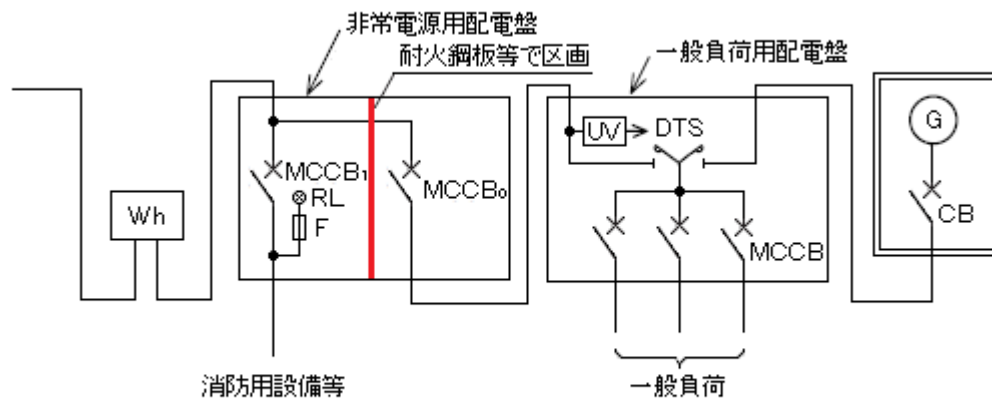 非常電源用配電盤
耐火鋼板等で区画
一般負荷用配電盤
Wh
MCCB₁
RL
F
MCCB₀
UV
DTS
MCCB
G
CB
消防用設備等
一般負荷